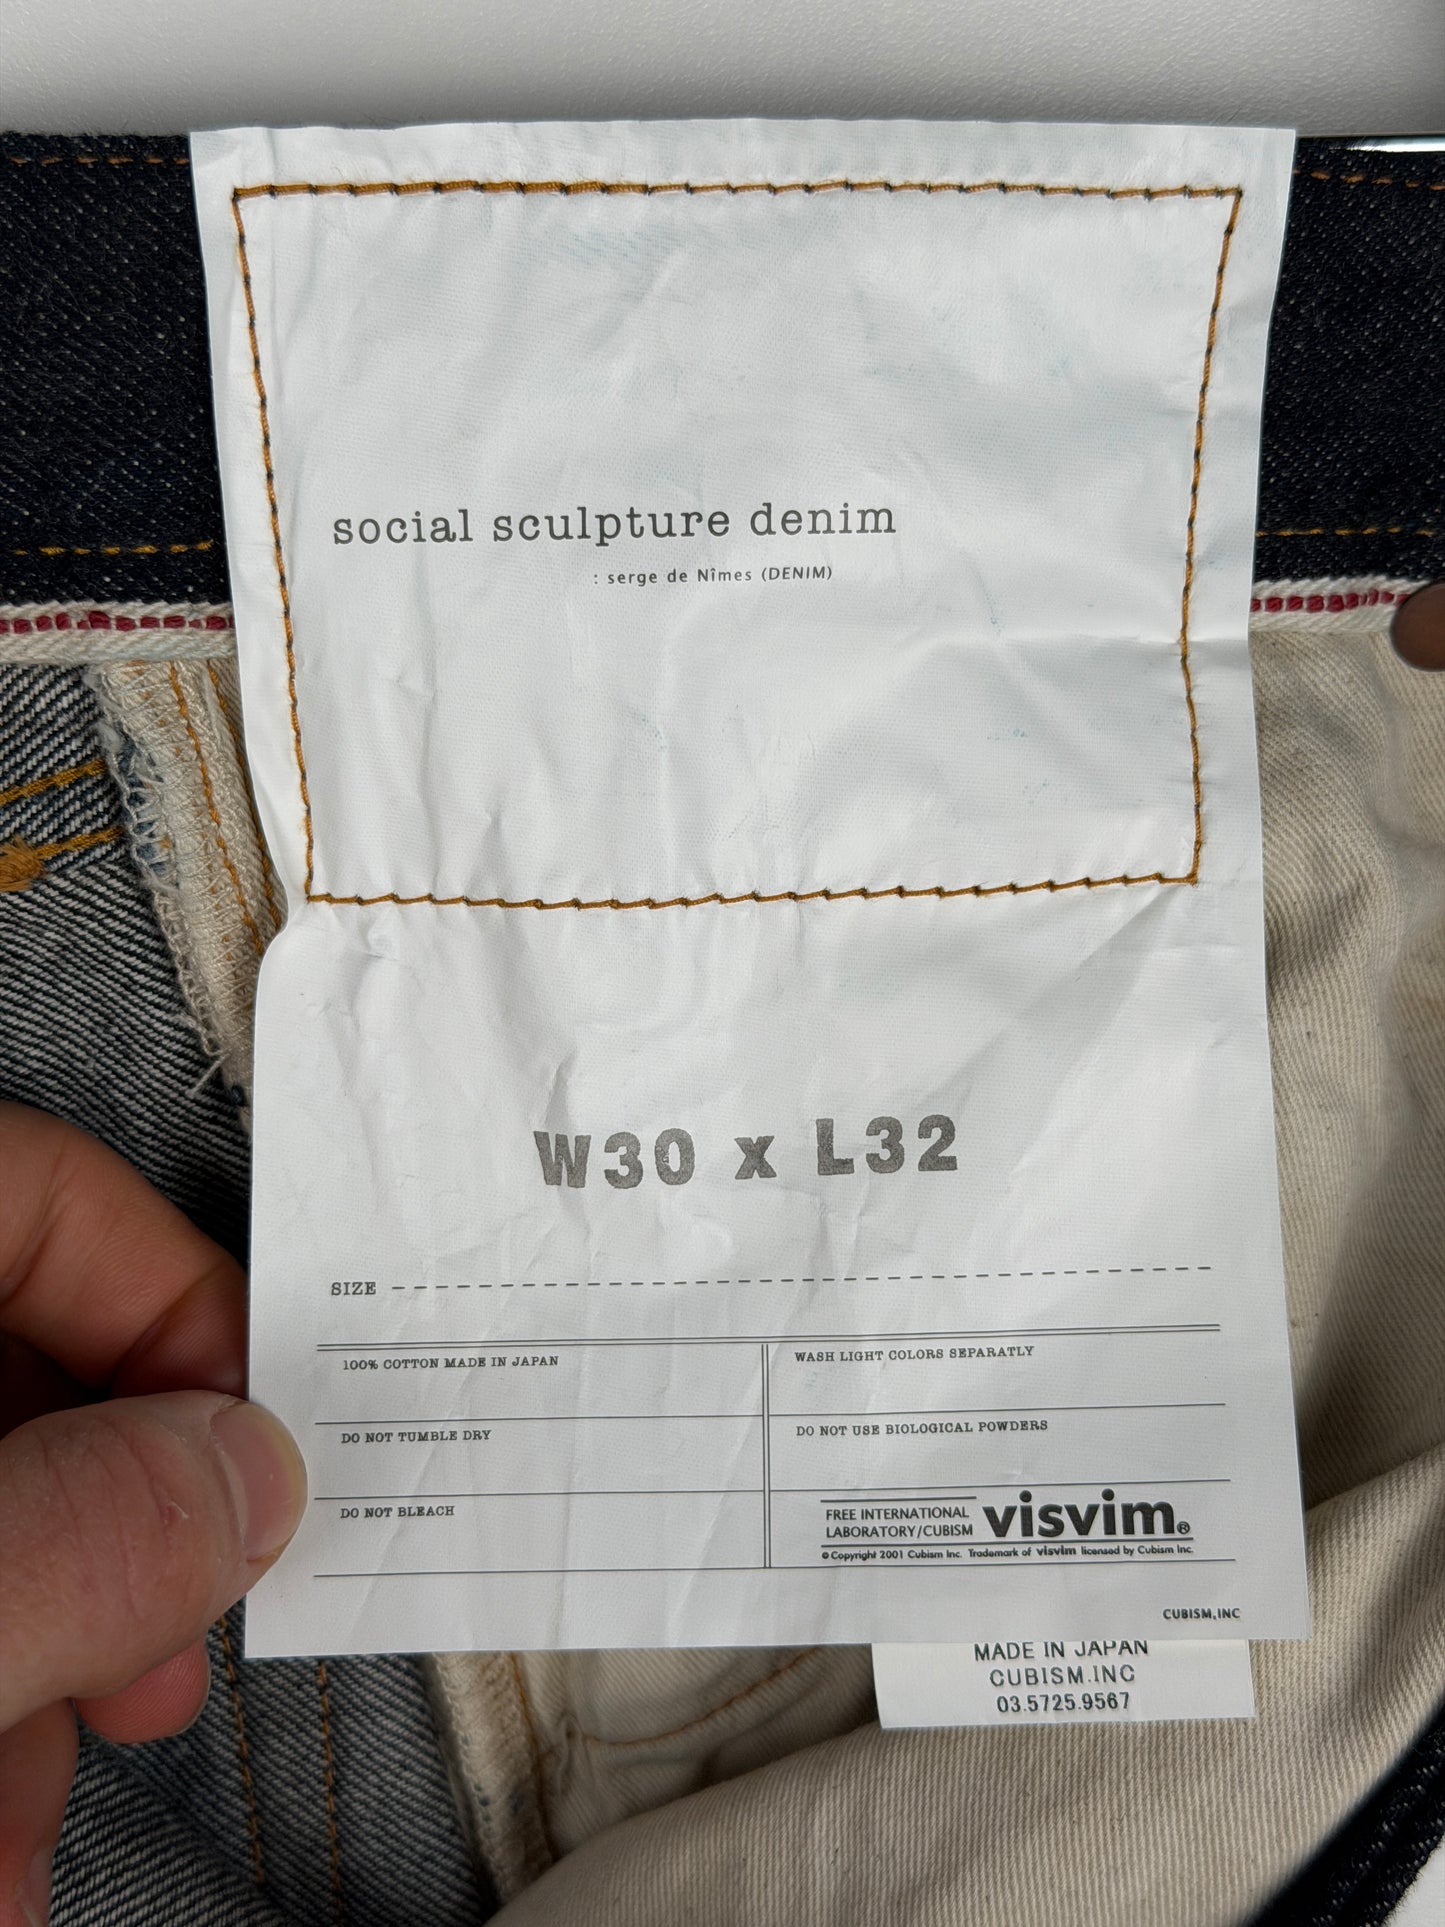 social sculpture denim
: serge de Nîmes (DENIM)
W30 x L32
SIZE
100% COTTON MADE IN JAPAN
WASH LIGHT COLORS SEPARATLY
DO NOT TUMBLE DRY
DO NOT USE BIOLOGICAL POWDERS
DO NOT BLEACH
FREE INTERNATIONAL
LABORATORY/CUBISM
visvim®
© Copyright 2001 Cubism Inc. Trademark of visvim licensed by Cubism Inc.
CUBISM,INC
MADE IN JAPAN
CUBISM.INC
03.5725.9567